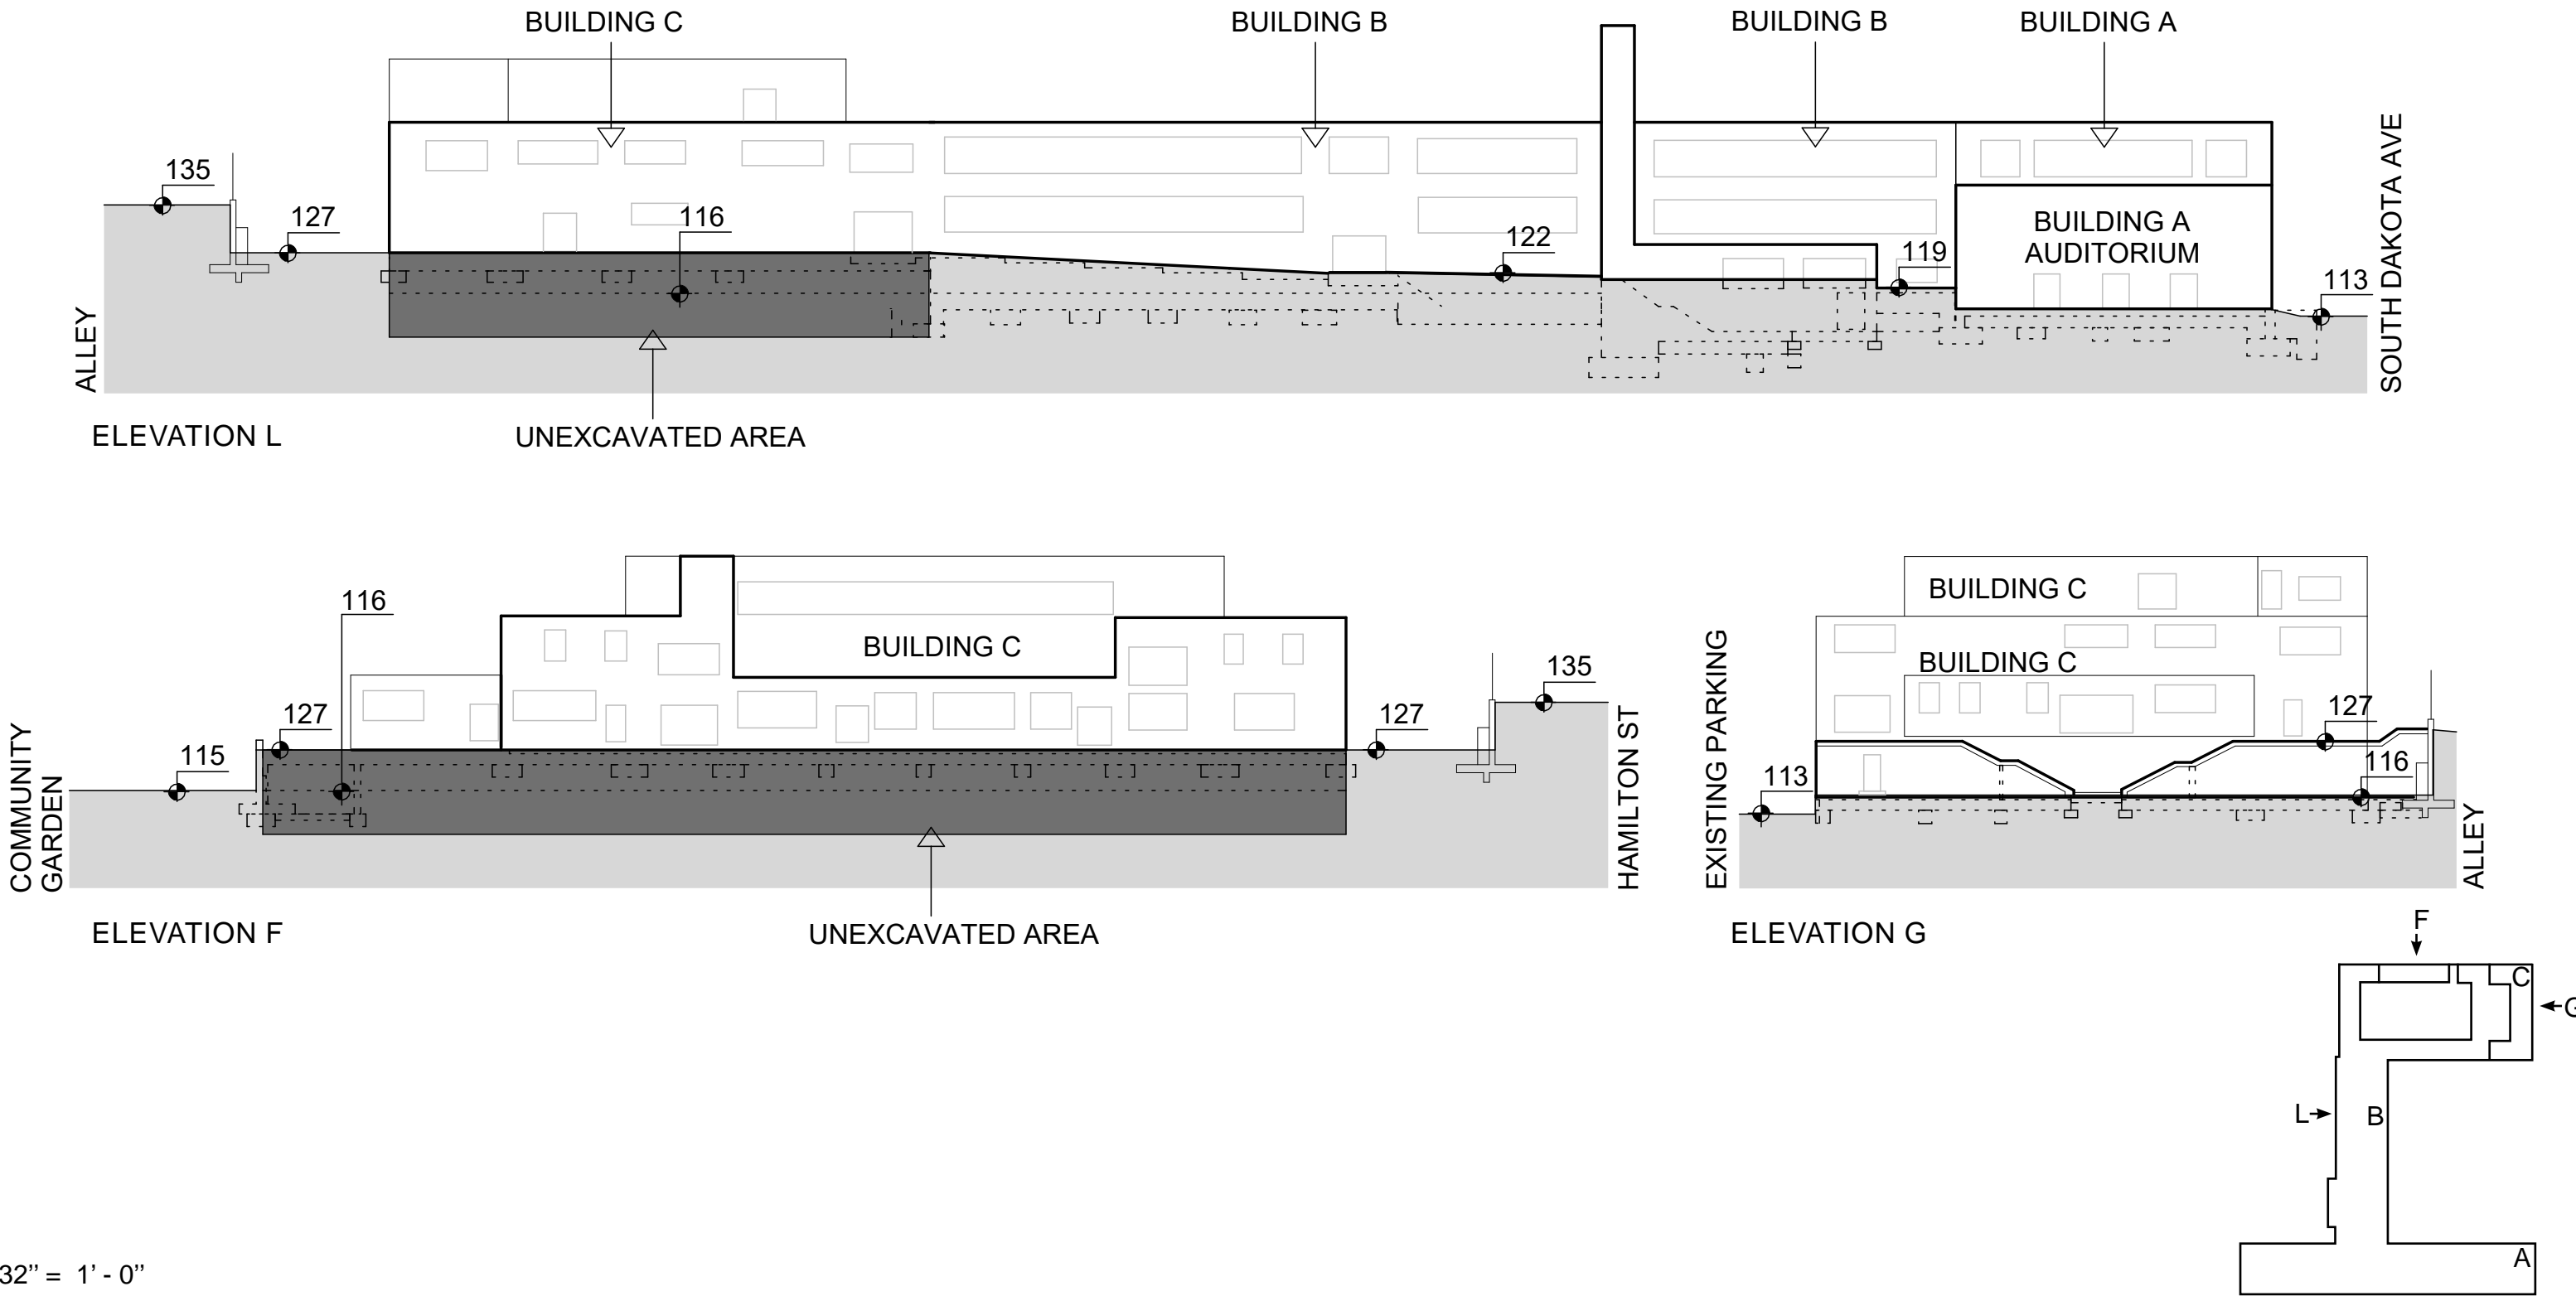 BUILDING C
BUILDING B
BUILDING B
BUILDING A
135
127
116
122
119
113
BUILDING A
AUDITORIUM
ALLEY
SOUTH DAKOTA AVE
ELEVATION L
UNEXCAVATED AREA
116
127
115
BUILDING C
127
135
COMMUNITY
GARDEN
HAMILTON ST
ELEVATION F
UNEXCAVATED AREA
BUILDING C
BUILDING C
127
116
113
EXISTING PARKING
ALLEY
ELEVATION G
F
C
G
L
B
A
32’’ = 1’ - 0’’